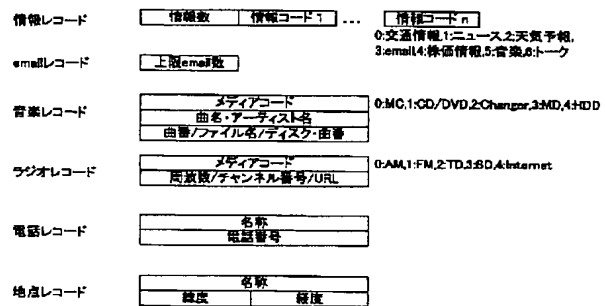 情報レコード 情報数 情報コード 1 ... 情報コード n
0:交通情報,1:ニュース,2:天気予報,
3:email,4:株価情報,5:音楽,6:トーク
emailレコード 上限email数
音楽レコード メディアコード 0:MC,1:CD/DVD,2:Changer,3:MD,4:HDD
曲名・アーティスト名
曲番/ファイル名/ディスク・曲番
ラジオレコード メディアコード 0:AM,1:FM,2:TD,3:BD,4:Internet
周波数/チャンネル番号/URL
電話レコード 名称
電話番号
地点レコード 名称
緯度 経度